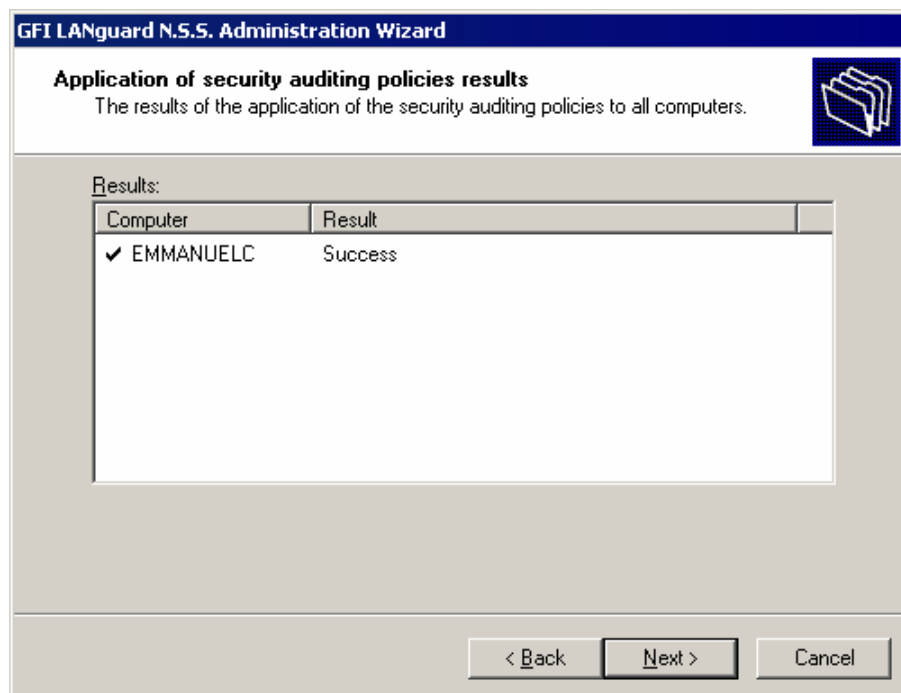 GFI LANguard N.S.S. Administration Wizard
Application of security auditing policies results
The results of the application of the security auditing policies to all computers.
Results:
Computer Result
✔ EMMANUELC Success
< Back Next > Cancel